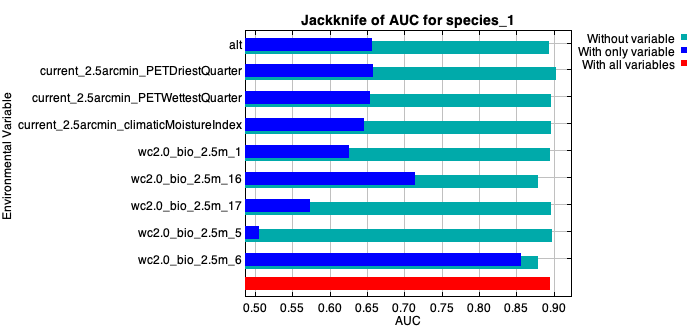 Jackknife of AUC for species_1
Environmental Variable
alt
current_2.5arcmin_PETDriestQuarter
current_2.5arcmin_PETWettestQuarter
current_2.5arcmin_climaticMoistureIndex
wc2.0_bio_2.5m_1
wc2.0_bio_2.5m_16
wc2.0_bio_2.5m_17
wc2.0_bio_2.5m_5
wc2.0_bio_2.5m_6
0.50 0.55 0.60 0.65 0.70 0.75 0.80 0.85 0.90
AUC
Without variable
With only variable
With all variables